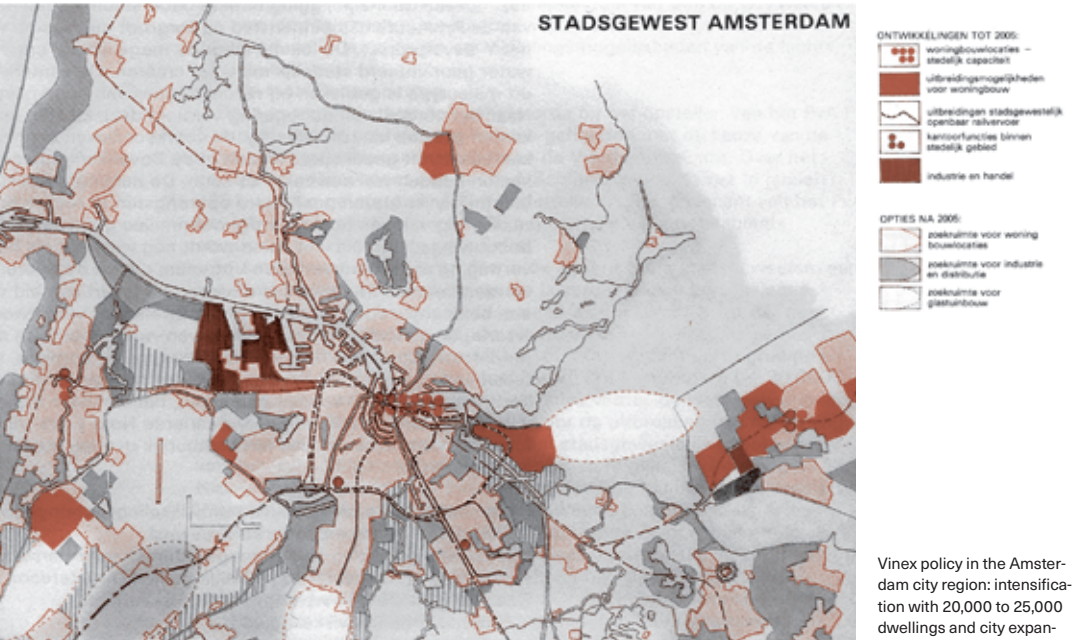 STADSGEWEST AMSTERDAM
ONTWIKKELINGEN TOT 2005:
woningbouwlocaties –
stedelijk capaciteit
uitbreidingsmogelijkheden
voor woningbouw
uitbreidingen stadsgewestelijk
openbaar railvervoer
kantoorfuncties binnen
stedelijk gebied
industrie en handel
OPTIES NA 2005:
zoekruimte voor woning
bouwlocaties
zoekruimte voor industrie
en distributie
zoekruimte voor
glastuinbouw
Vinex policy in the Amster-
dam city region: intensifica-
tion with 20,000 to 25,000
dwellings and city expan-